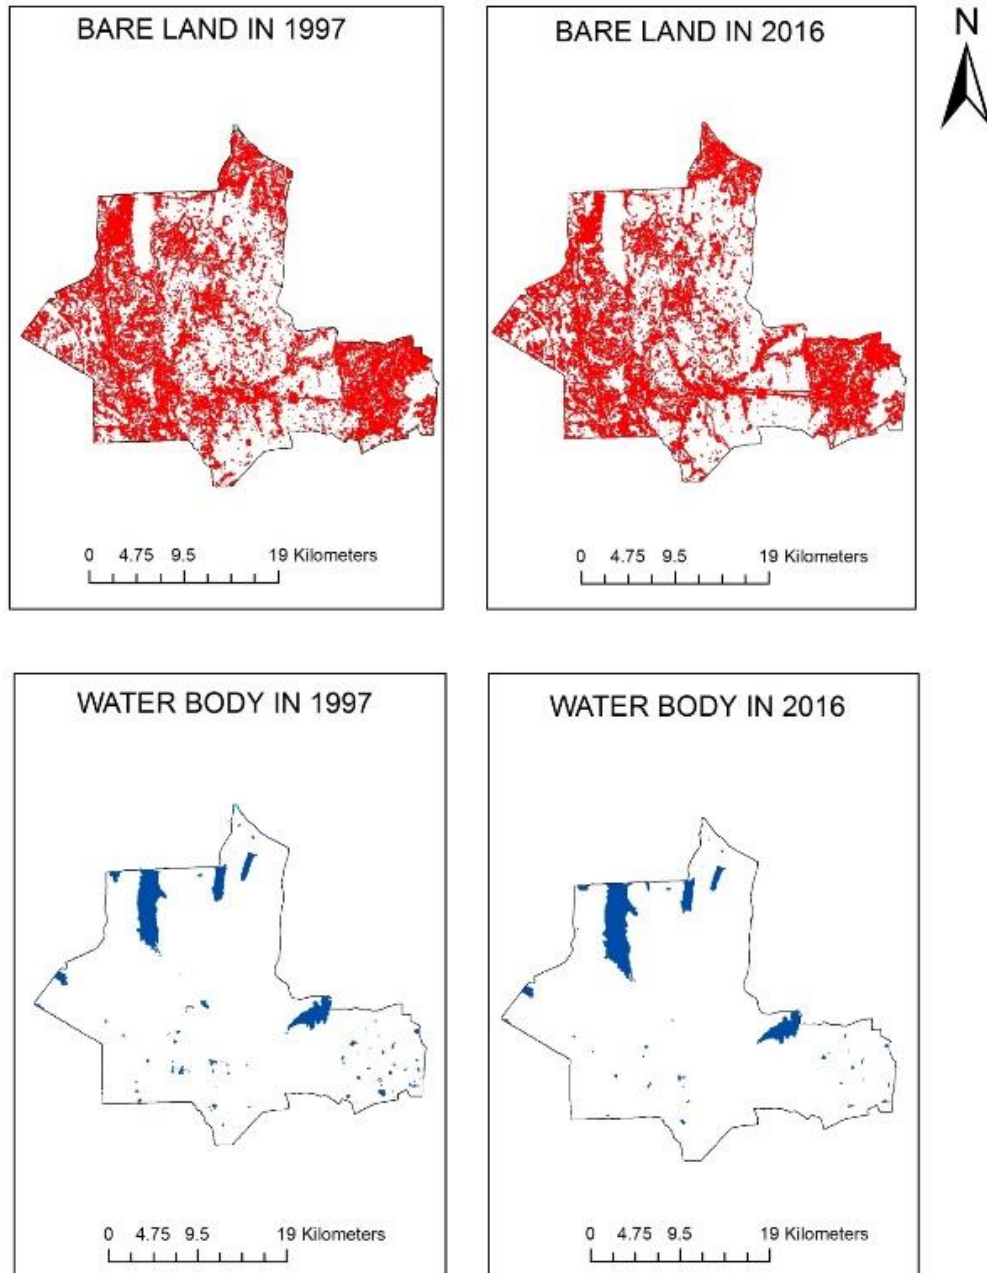 BARE LAND IN 1997
BARE LAND IN 2016
N
0 4.75 9.5 19 Kilometers
0 4.75 9.5 19 Kilometers
WATER BODY IN 1997
WATER BODY IN 2016
0 4.75 9.5 19 Kilometers
0 4.75 9.5 19 Kilometers